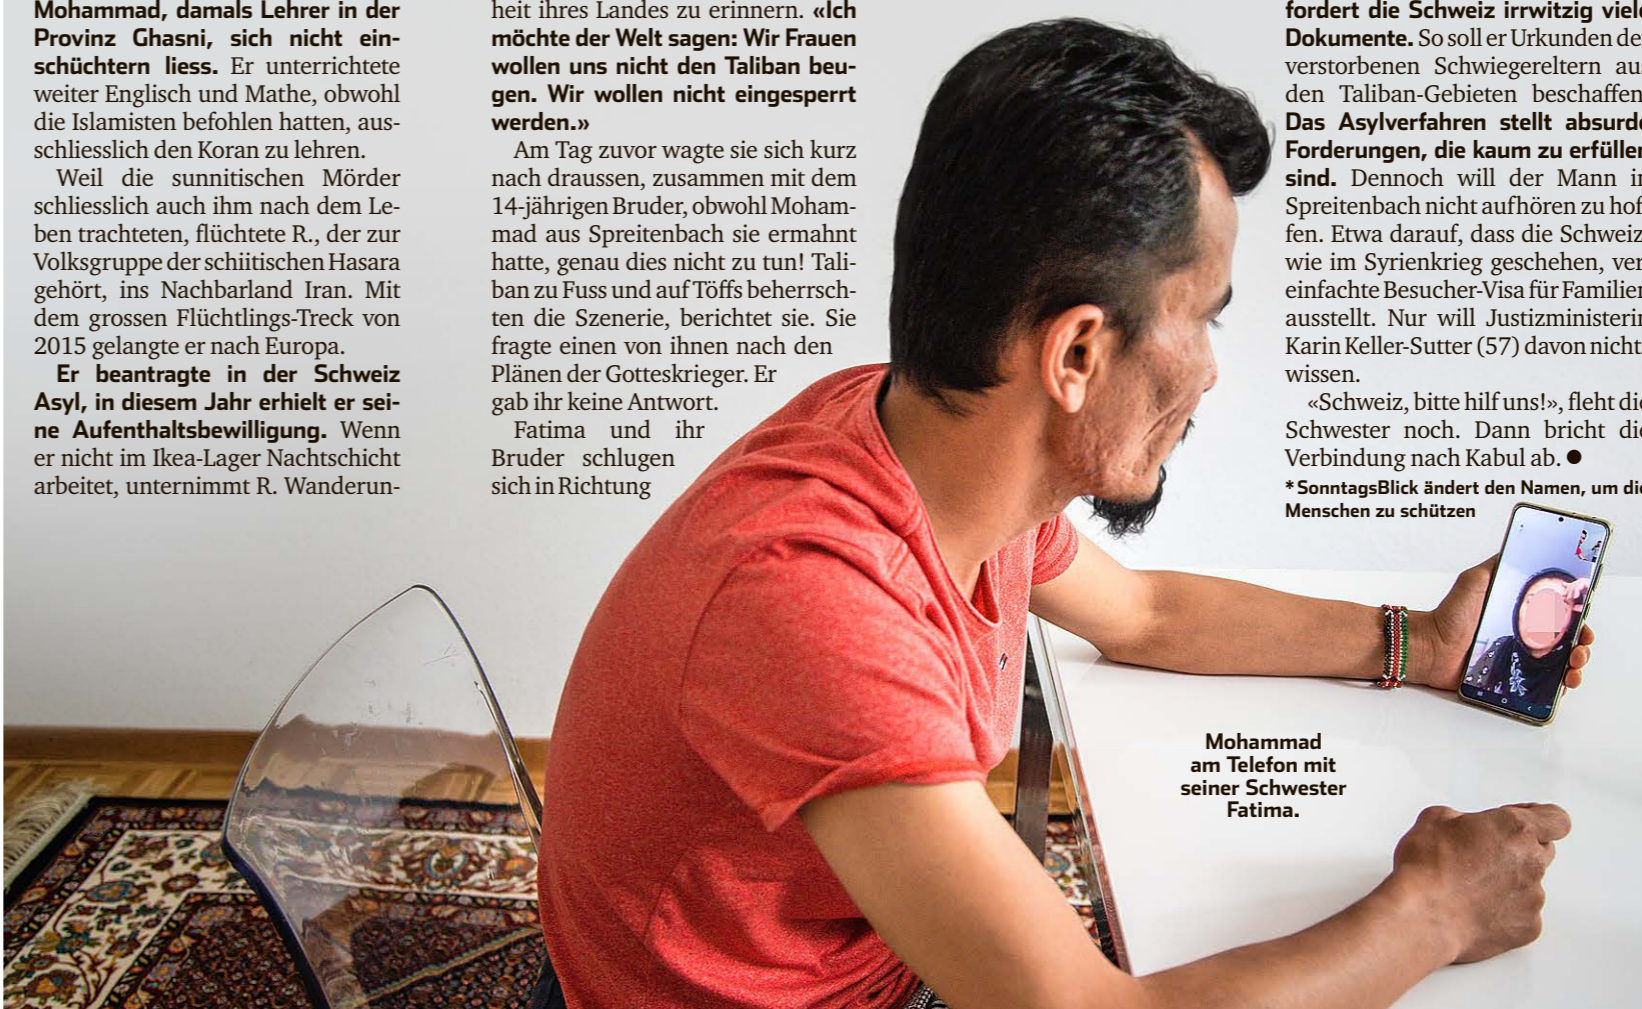 Mohammad, damals Lehrer in der
Provinz Ghasni, sich nicht ein-
schüchtern liess. Er unterrichtete
weiter Englisch und Mathe, obwohl
die Islamisten befohlen hatten, aus-
schliesslich den Koran zu lehren.
Weil die sunnitischen Mörder
schliesslich auch ihm nach dem Le-
ben trachteten, flüchtete R., der zur
Volksgruppe der schiitischen Hasara
gehört, ins Nachbarland Iran. Mit
dem grossen Flüchtlings-Treck von
2015 gelangte er nach Europa.
Er beantragte in der Schweiz
Asyl, in diesem Jahr erhielt er sei-
ne Aufenthaltsbewilligung. Wenn
er nicht im Ikea-Lager Nachtschicht
arbeitet, unternimmt R. Wanderun-
heit ihres Landes zu erinnern. «Ich
möchte der Welt sagen: Wir Frauen
wollen uns nicht den Taliban beu-
gen. Wir wollen nicht eingesperrt
werden.»
Am Tag zuvor wagte sie sich kurz
nach draussen, zusammen mit dem
14-jährigen Bruder, obwohl Moham-
mad aus Spreitenbach sie ermahnt
hatte, genau dies nicht zu tun! Tali-
ban zu Fuss und auf Töffs beherrsch-
ten die Szenerie, berichtet sie. Sie
fragte einen von ihnen nach den
Plänen der Gotteskrieger. Er
gab ihr keine Antwort.
Fatima und ihr
Bruder schlugen
sich in Richtung
fordert die Schweiz irrwitzig viele
Dokumente. So soll er Urkunden de
verstorbenen Schwiegereltern aus
den Taliban-Gebieten beschaffen.
Das Asylverfahren stellt absurde
Forderungen, die kaum zu erfüllen
sind. Dennoch will der Mann in
Spreitenbach nicht aufhören zu hof-
fen. Etwa darauf, dass die Schweiz,
wie im Syrienkrieg geschehen, ver-
einfachte Besucher-Visa für Familien
ausstellt. Nur will Justizministerin
Karin Keller-Sutter (57) davon nichts
wissen.
«Schweiz, bitte hilf uns!», fleht die
Schwester noch. Dann bricht die
Verbindung nach Kabul ab. ●
* SonntagsBlick ändert den Namen, um die
Menschen zu schützen
Mohammad
am Telefon mit
seiner Schwester
Fatima.